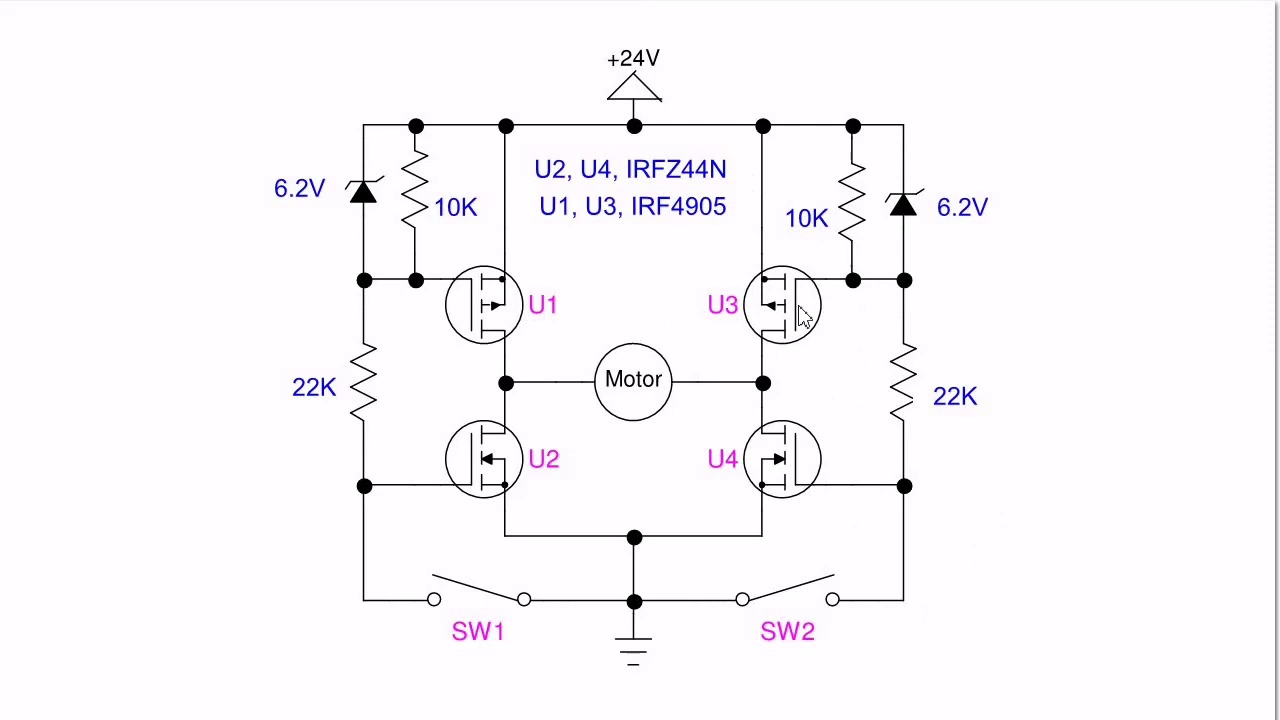 +24V
6.2V
10K
U2, U4, IRFZ44N
U1, U3, IRF4905
10K
6.2V
U1
U3
22K
Motor
22K
U2
U4
SW1
SW2